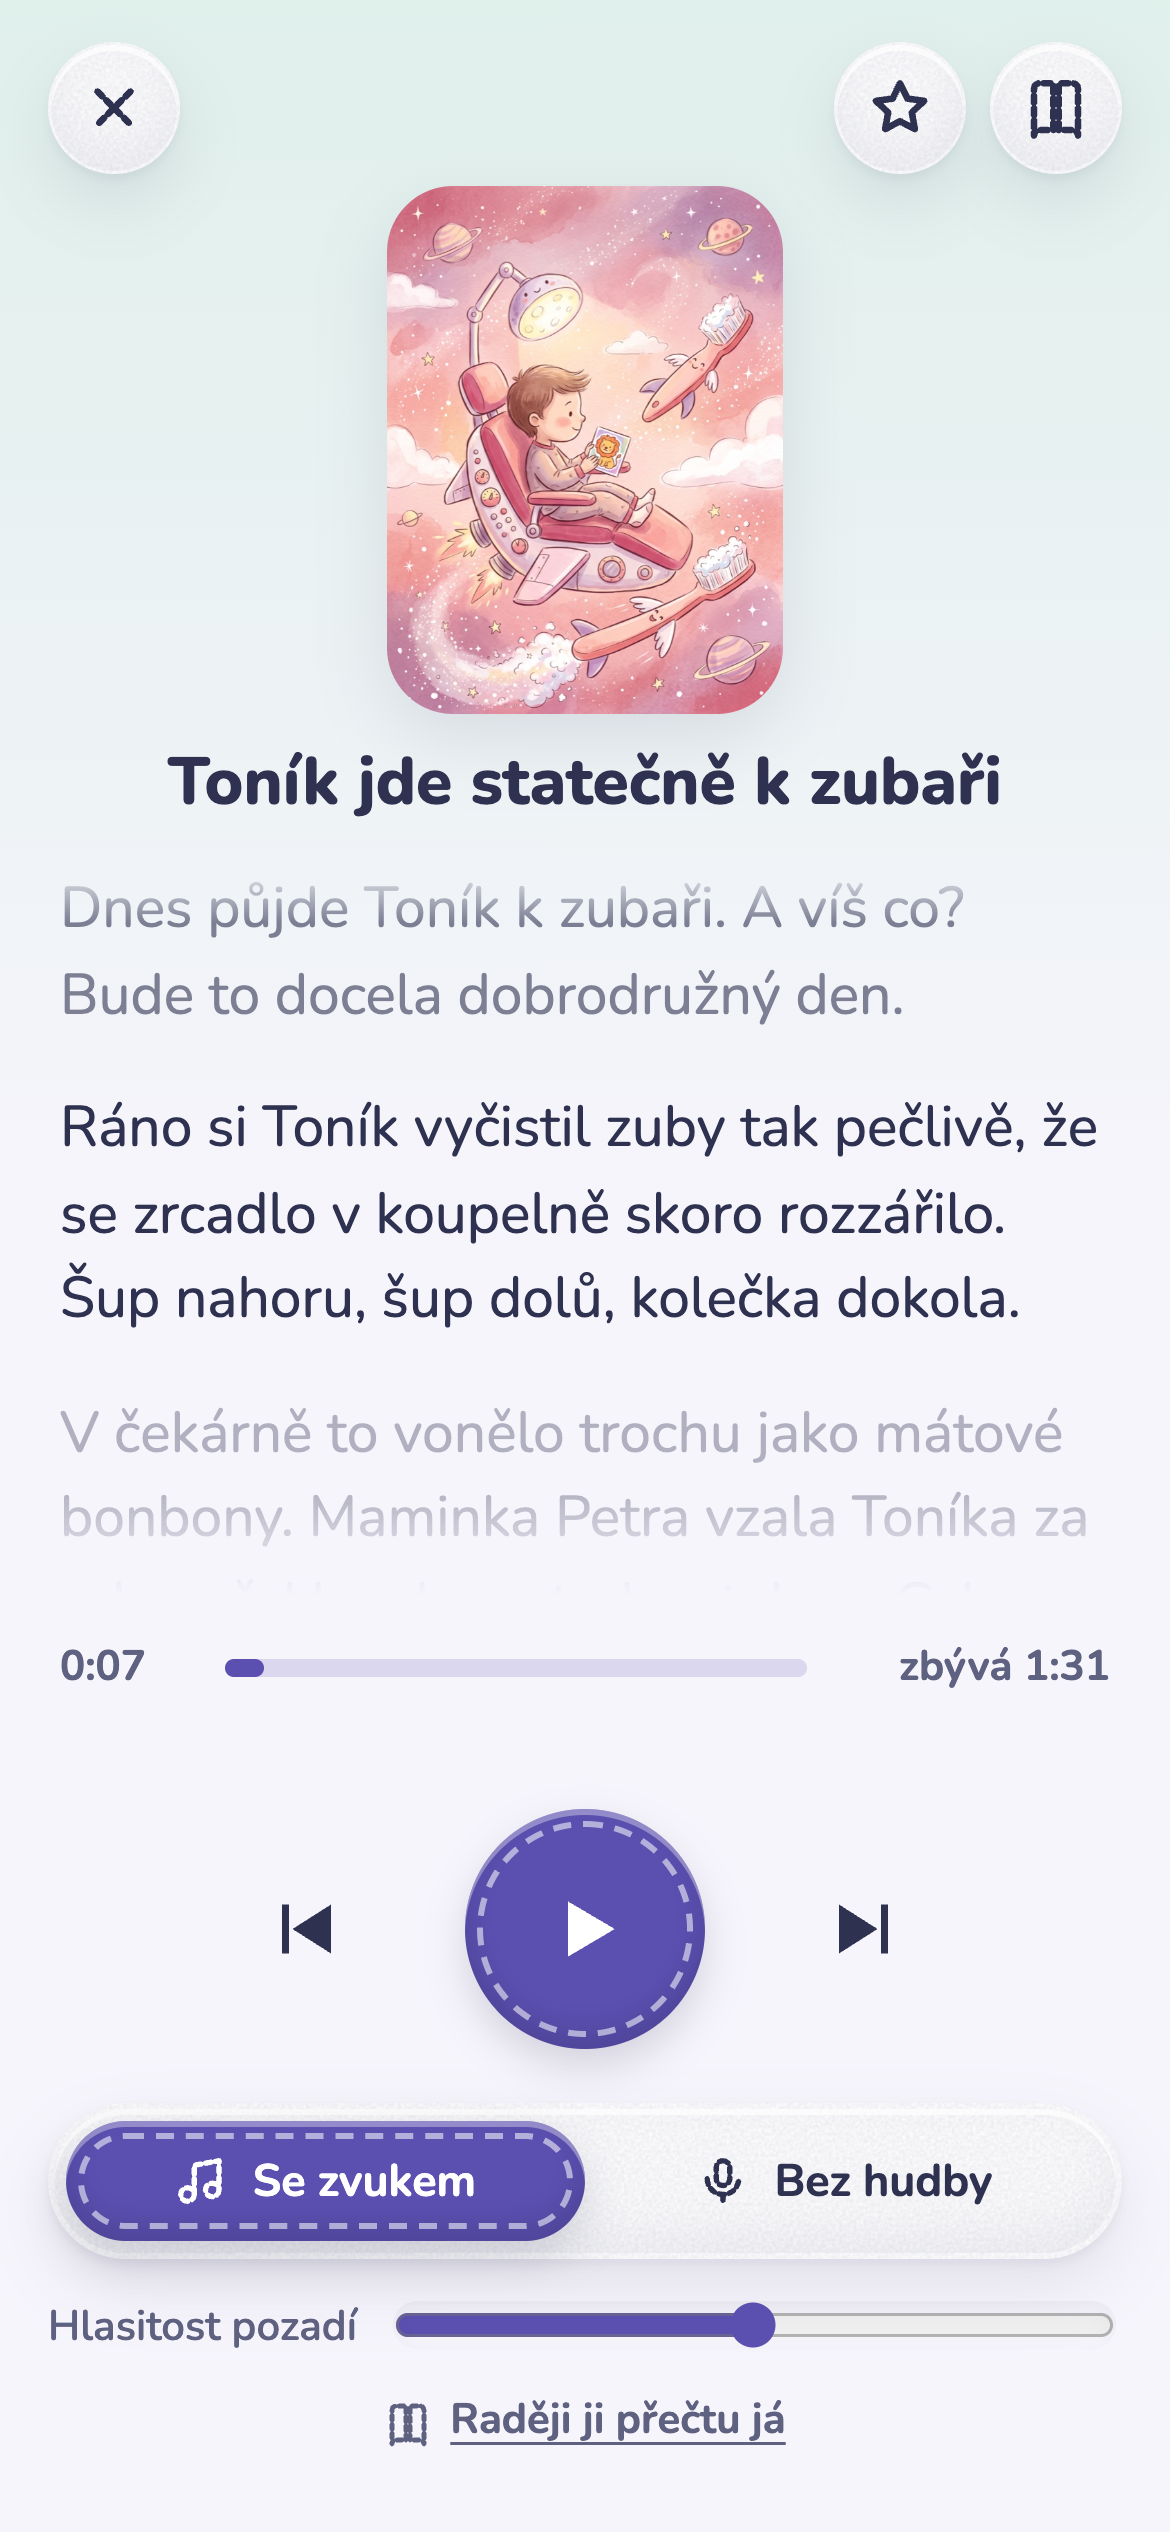 Toník jde statečně k zubaři
Dnes půjde Toník k zubaři. A víš co?
Bude to docela dobrodružný den.
Ráno si Toník vyčistil zuby tak pečlivě, že
se zrcadlo v koupelně skoro rozzářilo.
Šup nahoru, šup dolů, kolečka dokola.
V čekárně to vonělo trochu jako mátové
bonbony. Maminka Petra vzala Toníka za
0:07
zbývá 1:31
Se zvukem
Bez hudby
Hlasitost pozadí
Raději ji přečtu já